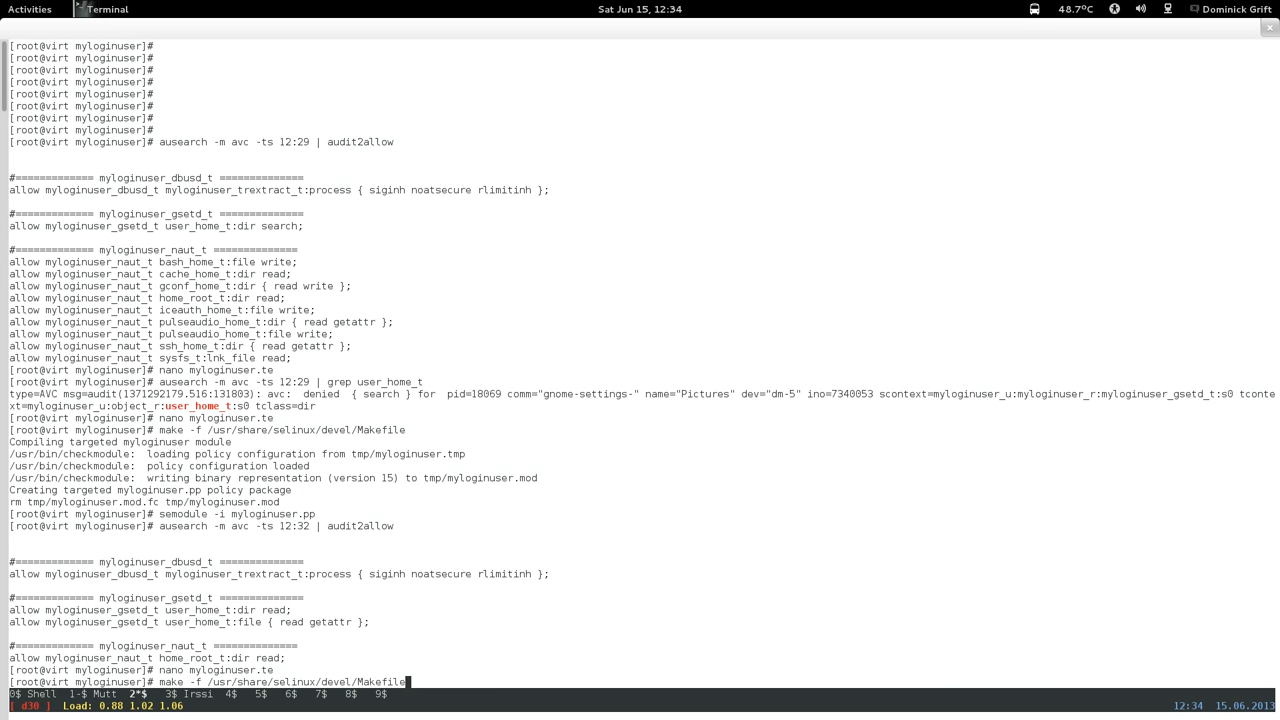 Activities Terminal Sat Jun 15, 12:34 48.7°C Dominick Grift
[root@virt myloginuser]#
[root@virt myloginuser]#
[root@virt myloginuser]#
[root@virt myloginuser]#
[root@virt myloginuser]#
[root@virt myloginuser]#
[root@virt myloginuser]#
[root@virt myloginuser]#
[root@virt myloginuser]# ausearch -m avc -ts 12:29 | audit2allow
#============= myloginuser_dbusd_t ==============
allow myloginuser_dbusd_t myloginuser_trextract_t:process { siginh noatsecure rlimitinh };
#============= myloginuser_gsetd_t ==============
allow myloginuser_gsetd_t user_home_t:dir search;
#============= myloginuser_naut_t ==============
allow myloginuser_naut_t bash_home_t:file write;
allow myloginuser_naut_t cache_home_t:dir read;
allow myloginuser_naut_t gconf_home_t:dir { read write };
allow myloginuser_naut_t home_root_t:dir read;
allow myloginuser_naut_t iceauth_home_t:file write;
allow myloginuser_naut_t pulseaudio_home_t:dir { read getattr };
allow myloginuser_naut_t pulseaudio_home_t:file write;
allow myloginuser_naut_t ssh_home_t:dir { read getattr };
allow myloginuser_naut_t sysfs_t:lnk_file read;
[root@virt myloginuser]# nano myloginuser.te
[root@virt myloginuser]# ausearch -m avc -ts 12:29 | grep user_home_t
type=AVC msg=audit(1371292179.516:131803): avc:  denied  { search } for  pid=18069 comm="gnome-settings-" name="Pictures" dev="dm-5" ino=7340053 scontext=myloginuser_u:myloginuser_r:myloginuser_gsetd_t:s0 tconte
xt=myloginuser_u:object_r:user_home_t:s0 tclass=dir
[root@virt myloginuser]# nano myloginuser.te
[root@virt myloginuser]# make -f /usr/share/selinux/devel/Makefile
Compiling targeted myloginuser module
/usr/bin/checkmodule:  loading policy configuration from tmp/myloginuser.tmp
/usr/bin/checkmodule:  policy configuration loaded
/usr/bin/checkmodule:  writing binary representation (version 15) to tmp/myloginuser.mod
Creating targeted myloginuser.pp policy package
rm tmp/myloginuser.mod.fc tmp/myloginuser.mod
[root@virt myloginuser]# semodule -i myloginuser.pp
[root@virt myloginuser]# ausearch -m avc -ts 12:32 | audit2allow
#============= myloginuser_dbusd_t ==============
allow myloginuser_dbusd_t myloginuser_trextract_t:process { siginh noatsecure rlimitinh };
#============= myloginuser_gsetd_t ==============
allow myloginuser_gsetd_t user_home_t:dir read;
allow myloginuser_gsetd_t user_home_t:file { read getattr };
#============= myloginuser_naut_t ==============
allow myloginuser_naut_t home_root_t:dir read;
[root@virt myloginuser]# nano myloginuser.te
[root@virt myloginuser]# make -f /usr/share/selinux/devel/Makefile
0$ Shell  1-$ Mutt  2*$  3$ Irssi  4$  5$  6$  7$  8$  9$
[ d30 ]  Load: 0.88 1.02 1.06 12:34 15.06.2013